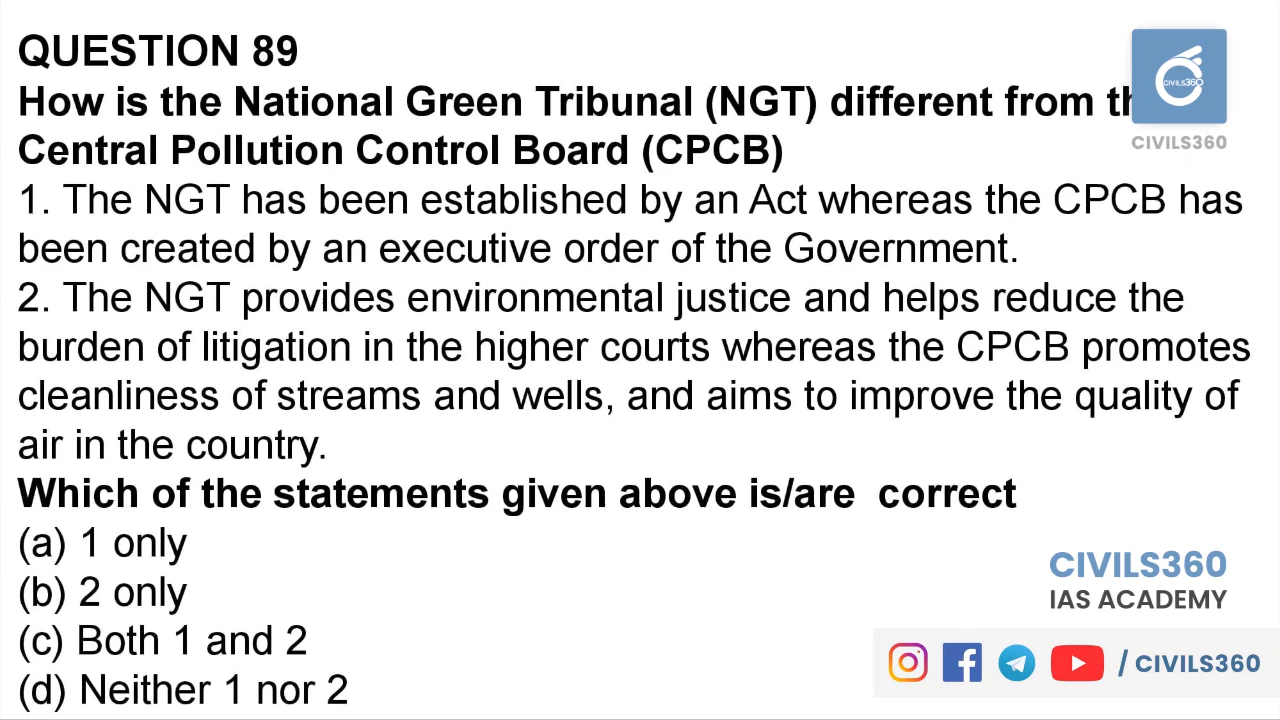 QUESTION 89
How is the National Green Tribunal (NGT) different from th
Central Pollution Control Board (CPCB)
1. The NGT has been established by an Act whereas the CPCB has
been created by an executive order of the Government.
2. The NGT provides environmental justice and helps reduce the
burden of litigation in the higher courts whereas the CPCB promotes
cleanliness of streams and wells, and aims to improve the quality of
air in the country.
Which of the statements given above is/are  correct
(a) 1 only
(b) 2 only
(c) Both 1 and 2
(d) Neither 1 nor 2
CIVILS360
CIVILS360
CIVILS360
IAS ACADEMY
/ CIVILS360